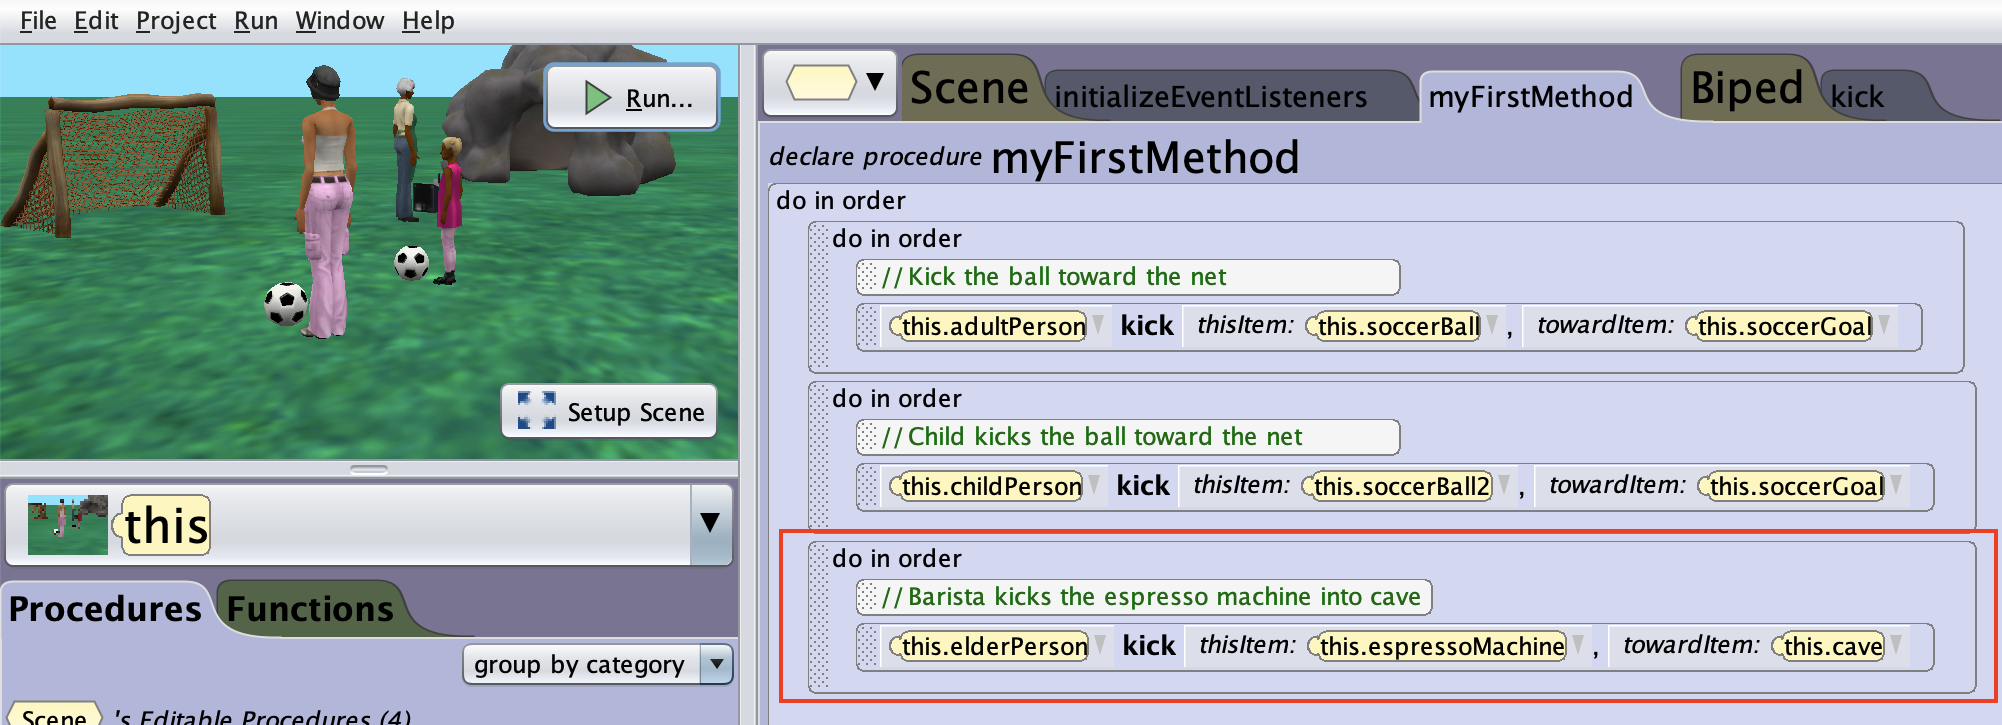 File Edit Project Run Window Help
Run...
Setup Scene
this
Procedures Functions
group by category
Scene 's Editable Procedures (4)
Scene initializeEventListeners myFirstMethod Biped kick
declare procedure myFirstMethod
do in order
do in order
// Kick the ball toward the net
this.adultPerson kick thisItem: this.soccerBall , towardItem: this.soccerGoal
do in order
// Child kicks the ball toward the net
this.childPerson kick thisItem: this.soccerBall2 , towardItem: this.soccerGoal
do in order
// Barista kicks the espresso machine into cave
this.elderPerson kick thisItem: this.espressoMachine , towardItem: this.cave